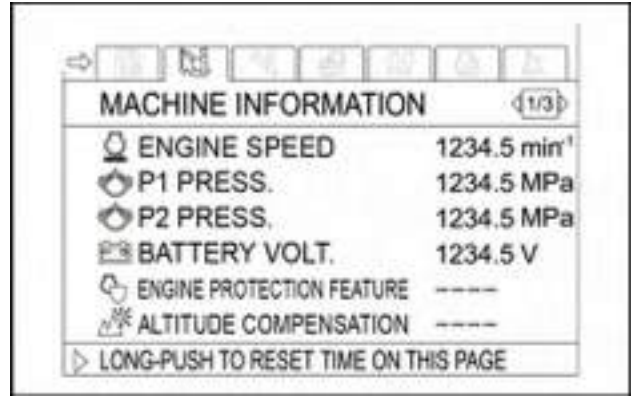 MACHINE INFORMATION 1/3
ENGINE SPEED 1234.5 min⁻¹
P1 PRESS. 1234.5 MPa
P2 PRESS. 1234.5 MPa
BATTERY VOLT. 1234.5 V
ENGINE PROTECTION FEATURE ----
ALTITUDE COMPENSATION ----
LONG-PUSH TO RESET TIME ON THIS PAGE